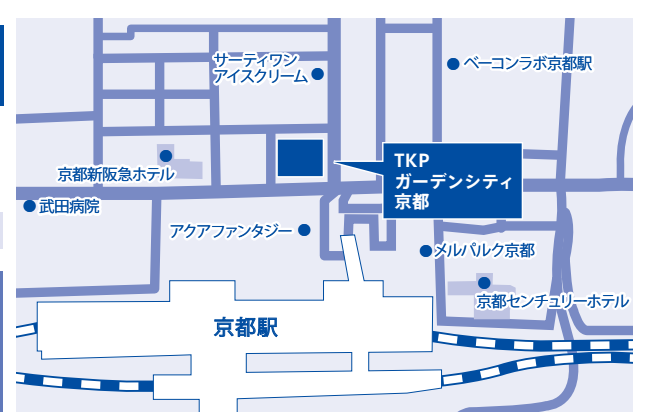 サーティワン
アイスクリーム
ベーコンラボ京都駅
TKP
ガーデンシティ
京都
京都新阪急ホテル
武田病院
アクアファンタジー
メルパルク京都
京都センチュリーホテル
京都駅